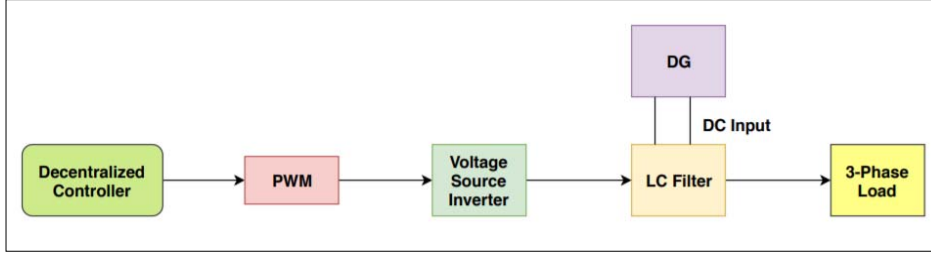 DG
DC Input
Decentralized
Controller
PWM
Voltage
Source
Inverter
LC Filter
3-Phase
Load